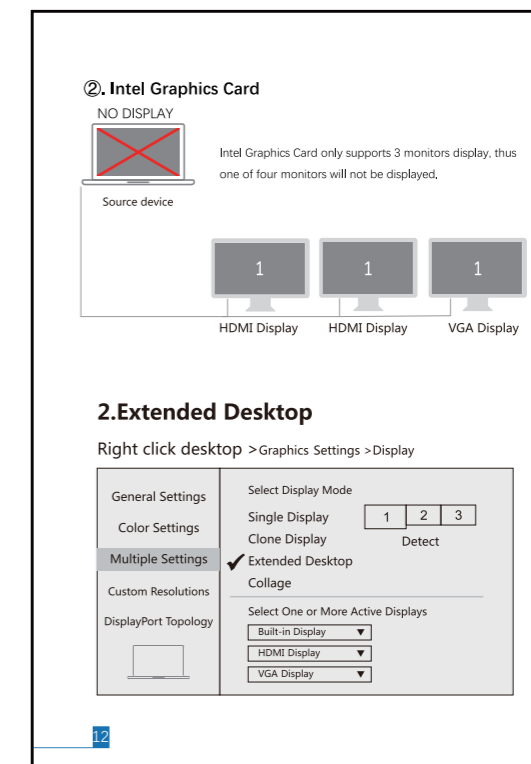 ②. Intel Graphics Card
NO DISPLAY
Intel Graphics Card only supports 3 monitors display, thus
one of four monitors will not be displayed.
Source device
1 1 1
HDMI Display HDMI Display VGA Display
2.Extended Desktop
Right click desktop >Graphics Settings >Display
General Settings
Color Settings
Multiple Settings
Custom Resolutions
DisplayPort Topology
Select Display Mode
Single Display 1 2 3
Clone Display Detect
✔Extended Desktop
Collage
Select One or More Active Displays
Built-in Display ▼
HDMI Display ▼
VGA Display ▼
12